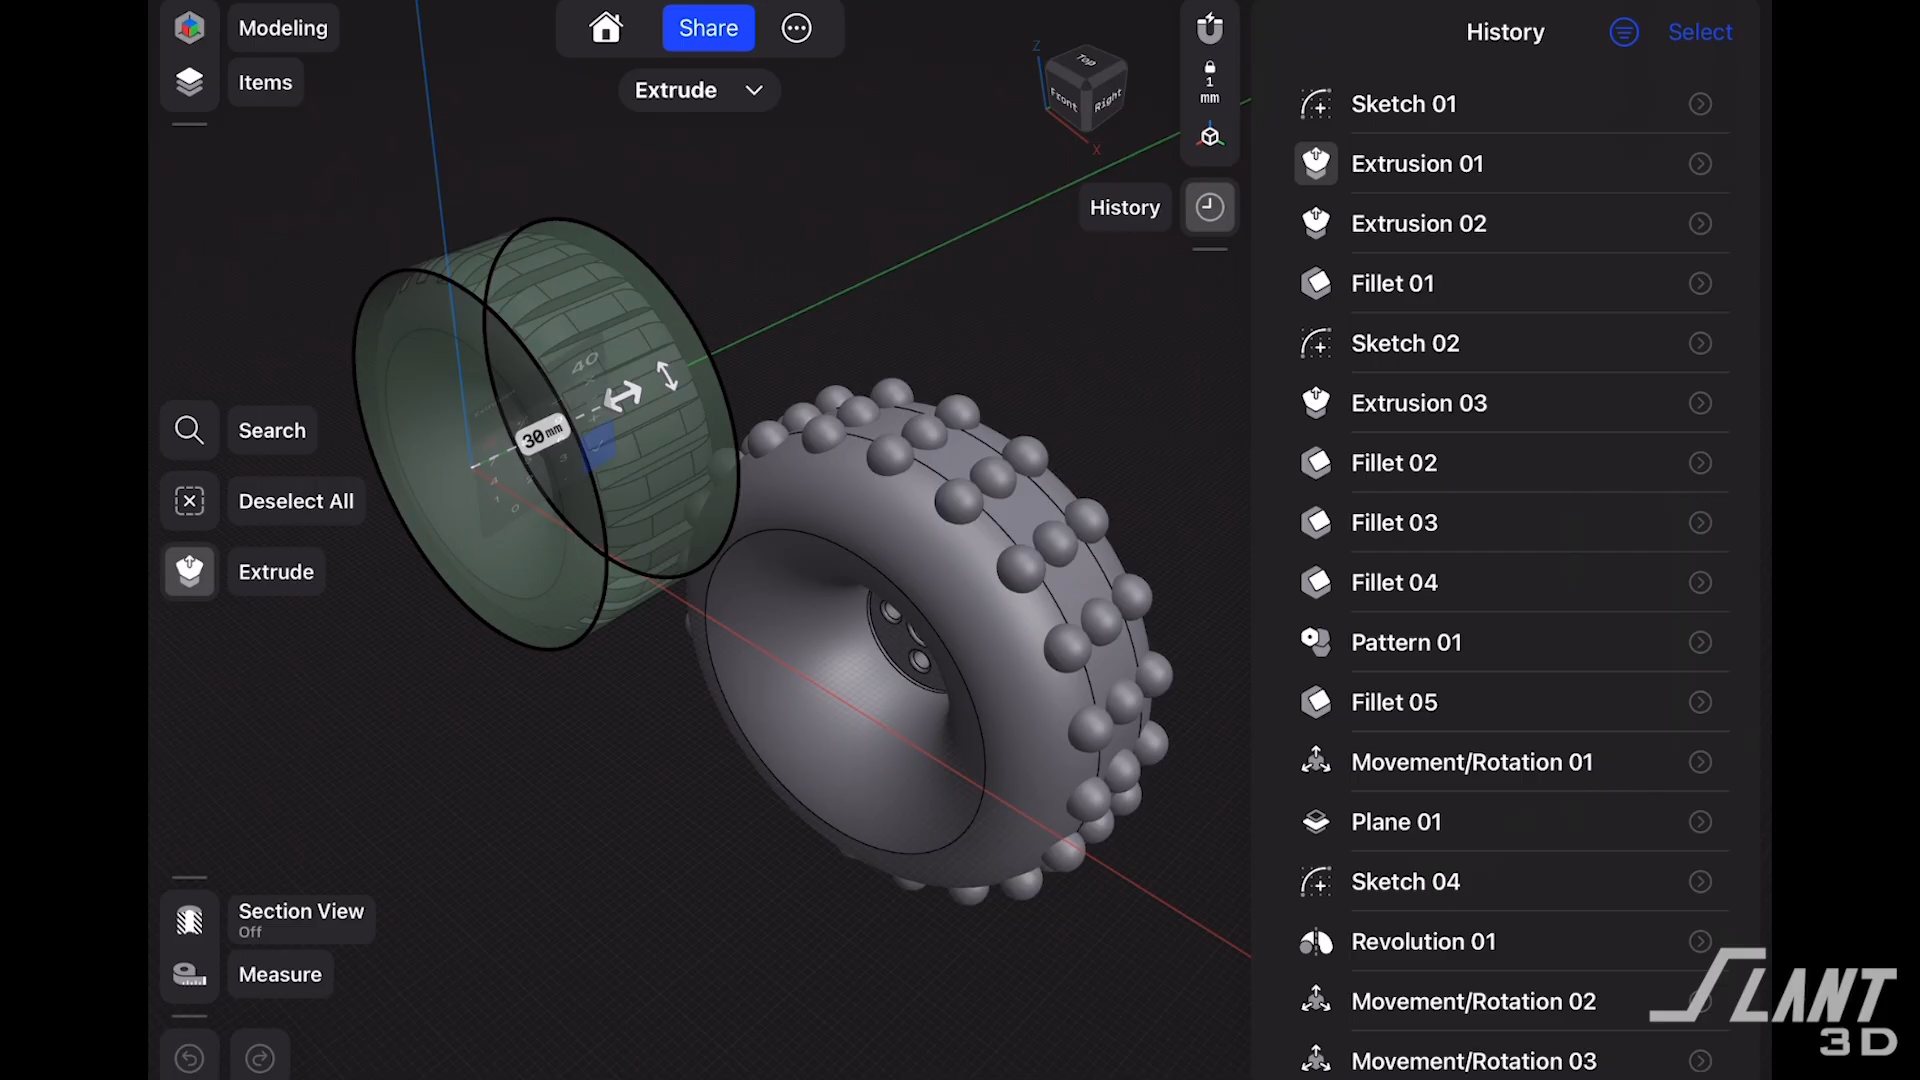 Modeling
Items
Share
Extrude
Z
Top
Front
Right
X
1
mm
History
History
Select
Sketch 01
Extrusion 01
Extrusion 02
Fillet 01
Sketch 02
Extrusion 03
Fillet 02
Fillet 03
Fillet 04
Pattern 01
Fillet 05
Movement/Rotation 01
Plane 01
Sketch 04
Revolution 01
Movement/Rotation 02
Movement/Rotation 03
40
30 mm
Search
Deselect All
Extrude
Section View
Off
Measure
SLANT
3D